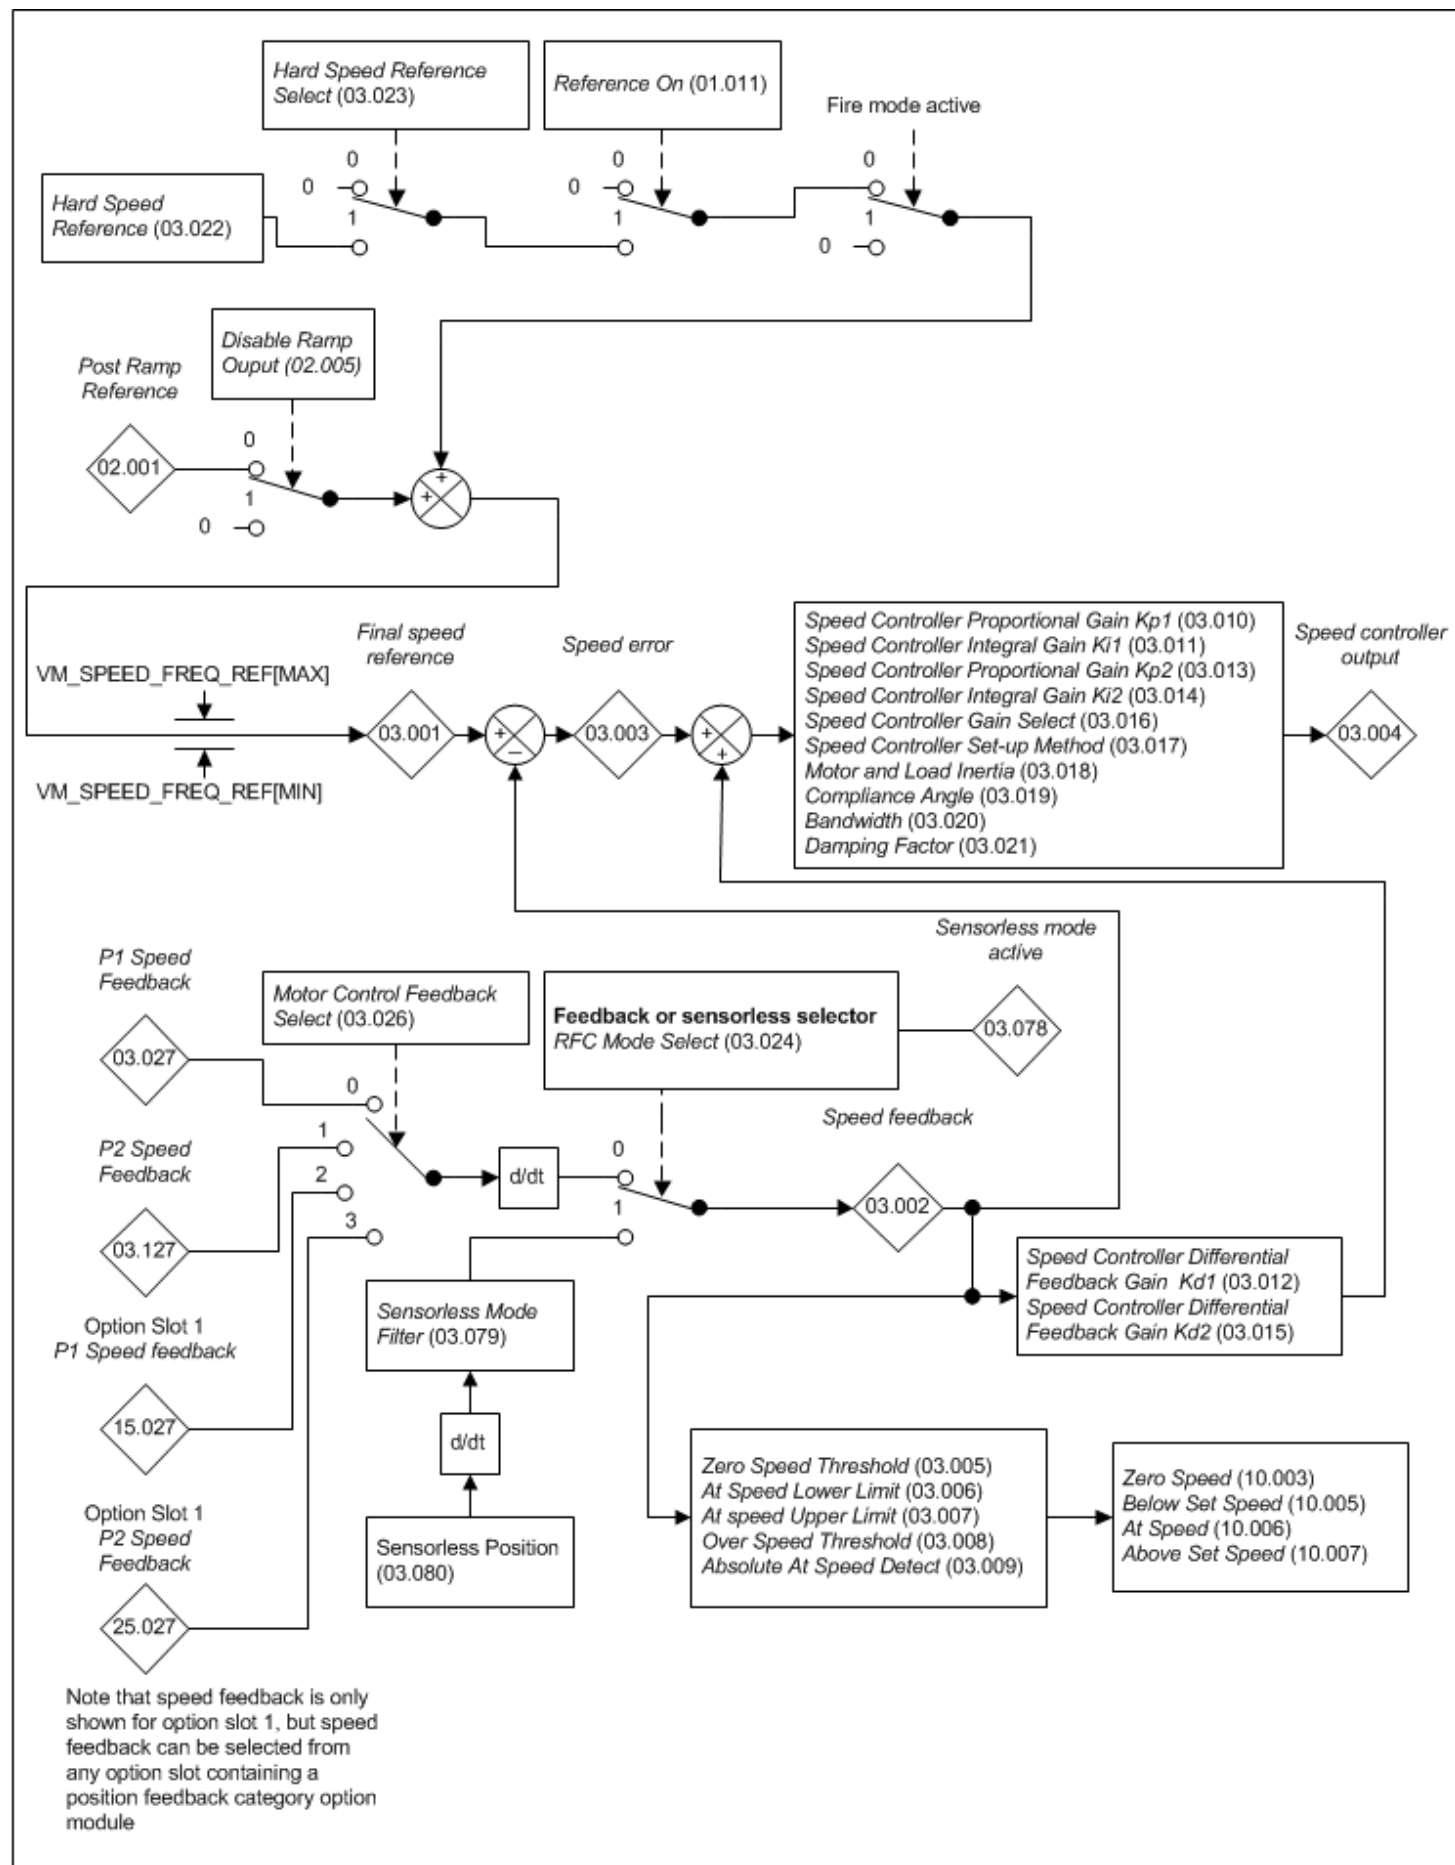 Hard Speed Reference
Select (03.023)
Reference On (01.011)
Fire mode active
0
0
0
0
0
1
1
1
0
Hard Speed
Reference (03.022)
Disable Ramp
Ouput (02.005)
Post Ramp
Reference
02.001
0
1
0
+
+
VM_SPEED_FREQ_REF[MAX]
VM_SPEED_FREQ_REF[MIN]
Final speed
reference
03.001
+
–
Speed error
03.003
+
+
Speed Controller Proportional Gain Kp1 (03.010)
Speed Controller Integral Gain Ki1 (03.011)
Speed Controller Proportional Gain Kp2 (03.013)
Speed Controller Integral Gain Ki2 (03.014)
Speed Controller Gain Select (03.016)
Speed Controller Set-up Method (03.017)
Motor and Load Inertia (03.018)
Compliance Angle (03.019)
Bandwidth (03.020)
Damping Factor (03.021)
Speed controller
output
03.004
P1 Speed
Feedback
03.027
P2 Speed
Feedback
03.127
Option Slot 1
P1 Speed feedback
15.027
Option Slot 1
P2 Speed
Feedback
25.027
Motor Control Feedback
Select (03.026)
0
1
2
3
d/dt
Feedback or sensorless selector
RFC Mode Select (03.024)
Sensorless mode
active
03.078
0
1
Speed feedback
03.002
Sensorless Mode
Filter (03.079)
d/dt
Sensorless Position
(03.080)
Speed Controller Differential
Feedback Gain Kd1 (03.012)
Speed Controller Differential
Feedback Gain Kd2 (03.015)
Zero Speed Threshold (03.005)
At Speed Lower Limit (03.006)
At speed Upper Limit (03.007)
Over Speed Threshold (03.008)
Absolute At Speed Detect (03.009)
Zero Speed (10.003)
Below Set Speed (10.005)
At Speed (10.006)
Above Set Speed (10.007)
Note that speed feedback is only
shown for option slot 1, but speed
feedback can be selected from
any option slot containing a
position feedback category option
module